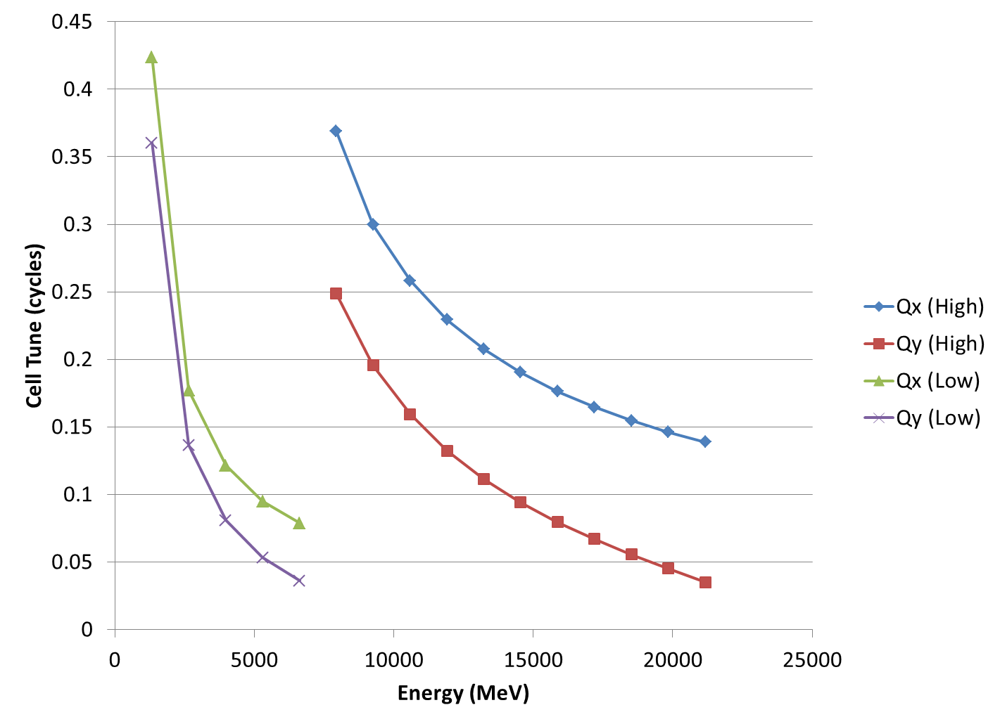 0.45
0.4
0.35
0.3
0.25
0.2
0.15
0.1
0.05
0
Cell Tune (cycles)
0 5000 10000 15000 20000 25000
Energy (MeV)
Qx (High)
Qy (High)
Qx (Low)
Qy (Low)